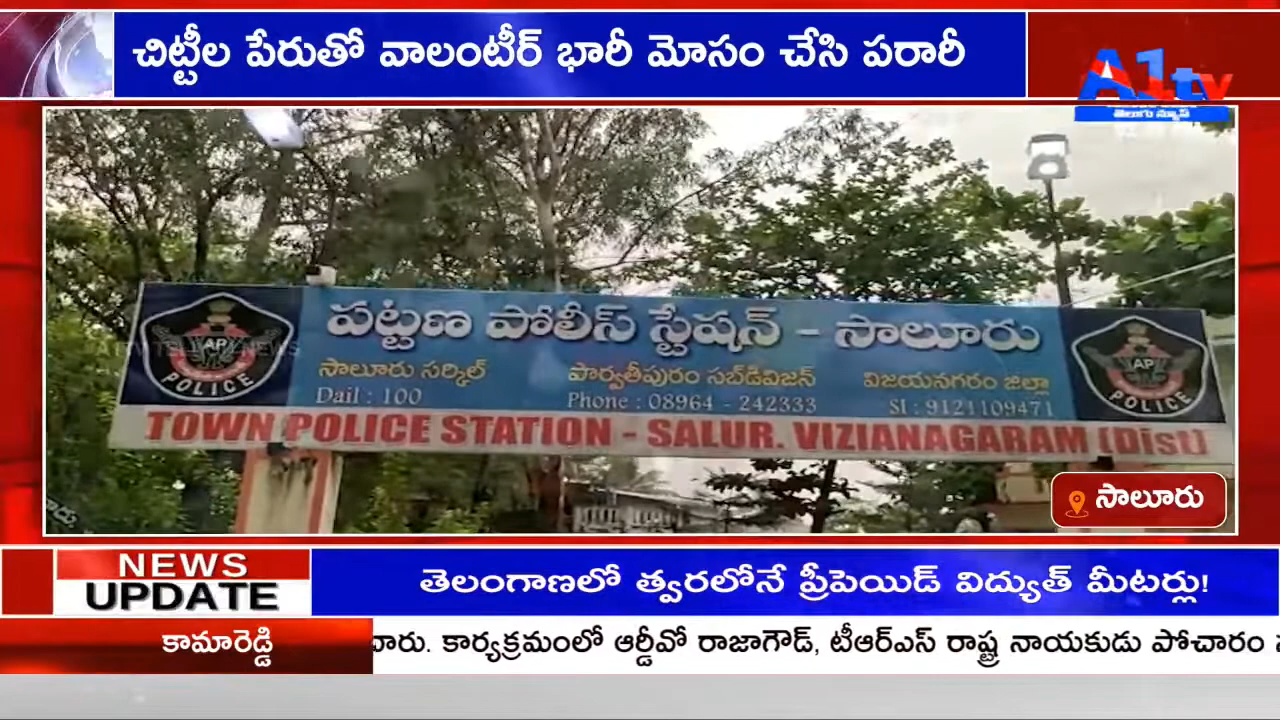 చిట్టీల పేరుతో వాలంటీర్ భారీ మోసం చేసి పరారీ
A1tv
తెలుగు న్యూస్
పట్టణ పోలీస్ స్టేషన్ - సాలూరు
AP
POLICE
సాలూరు సర్కిల్
పార్వతీపురం సబ్‌డివిజన్
విజయనగరం జిల్లా
AP
POLICE
Dail : 100
Phone : 08964 - 242333
SI : 9121109471
TOWN POLICE STATION - SALUR. VIZIANAGARAM (Dist)
సాలూరు
NEWS
UPDATE
తెలంగాణలో త్వరలోనే ప్రీపెయిడ్ విద్యుత్ మీటర్లు!
కామారెడ్డి
వారు. కార్యక్రమంలో ఆర్డీవో రాజాగౌడ్, టీఆర్ఎస్ రాష్ట్ర నాయకుడు పోచారం